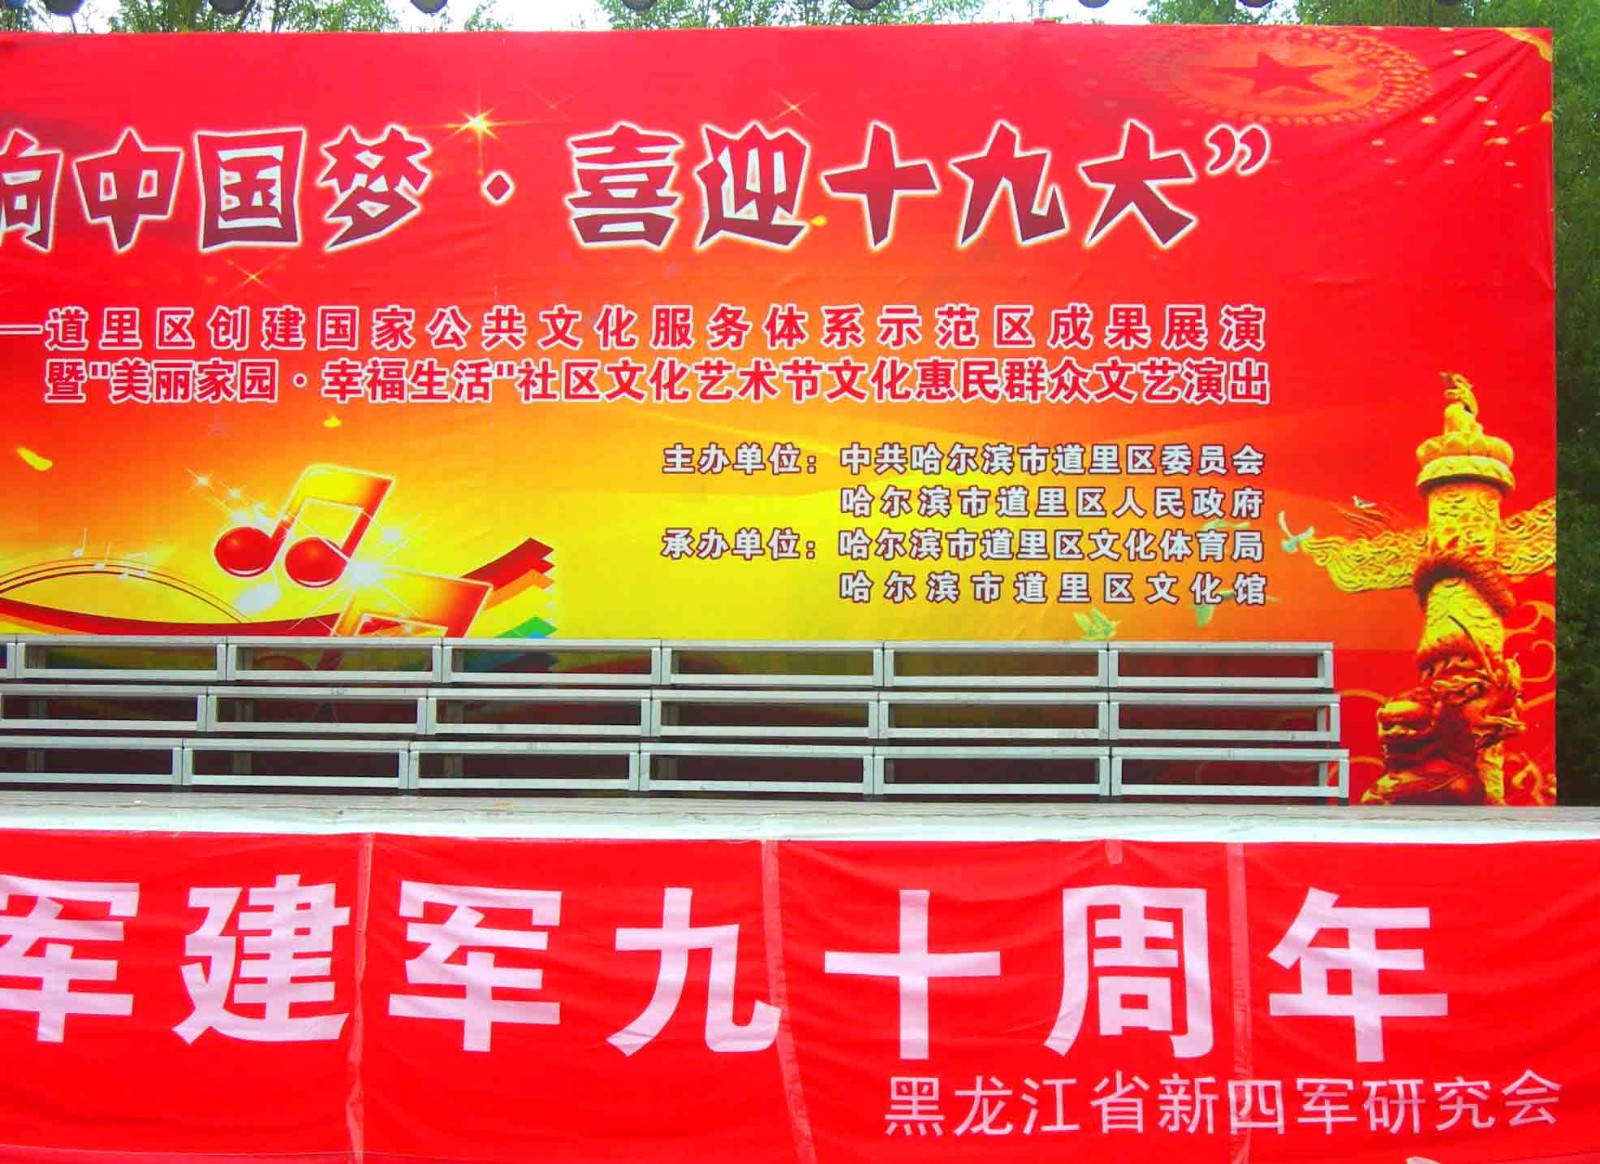 响中国梦·喜迎十九大”
—道里区创建国家公共文化服务体系示范区成果展演
暨"美丽家园·幸福生活"社区文化艺术节文化惠民群众文艺演出
主办单位：中共哈尔滨市道里区委员会
哈尔滨市道里区人民政府
承办单位：哈尔滨市道里区文化体育局
哈尔滨市道里区文化馆
军建军九十周年
黑龙江省新四军研究会